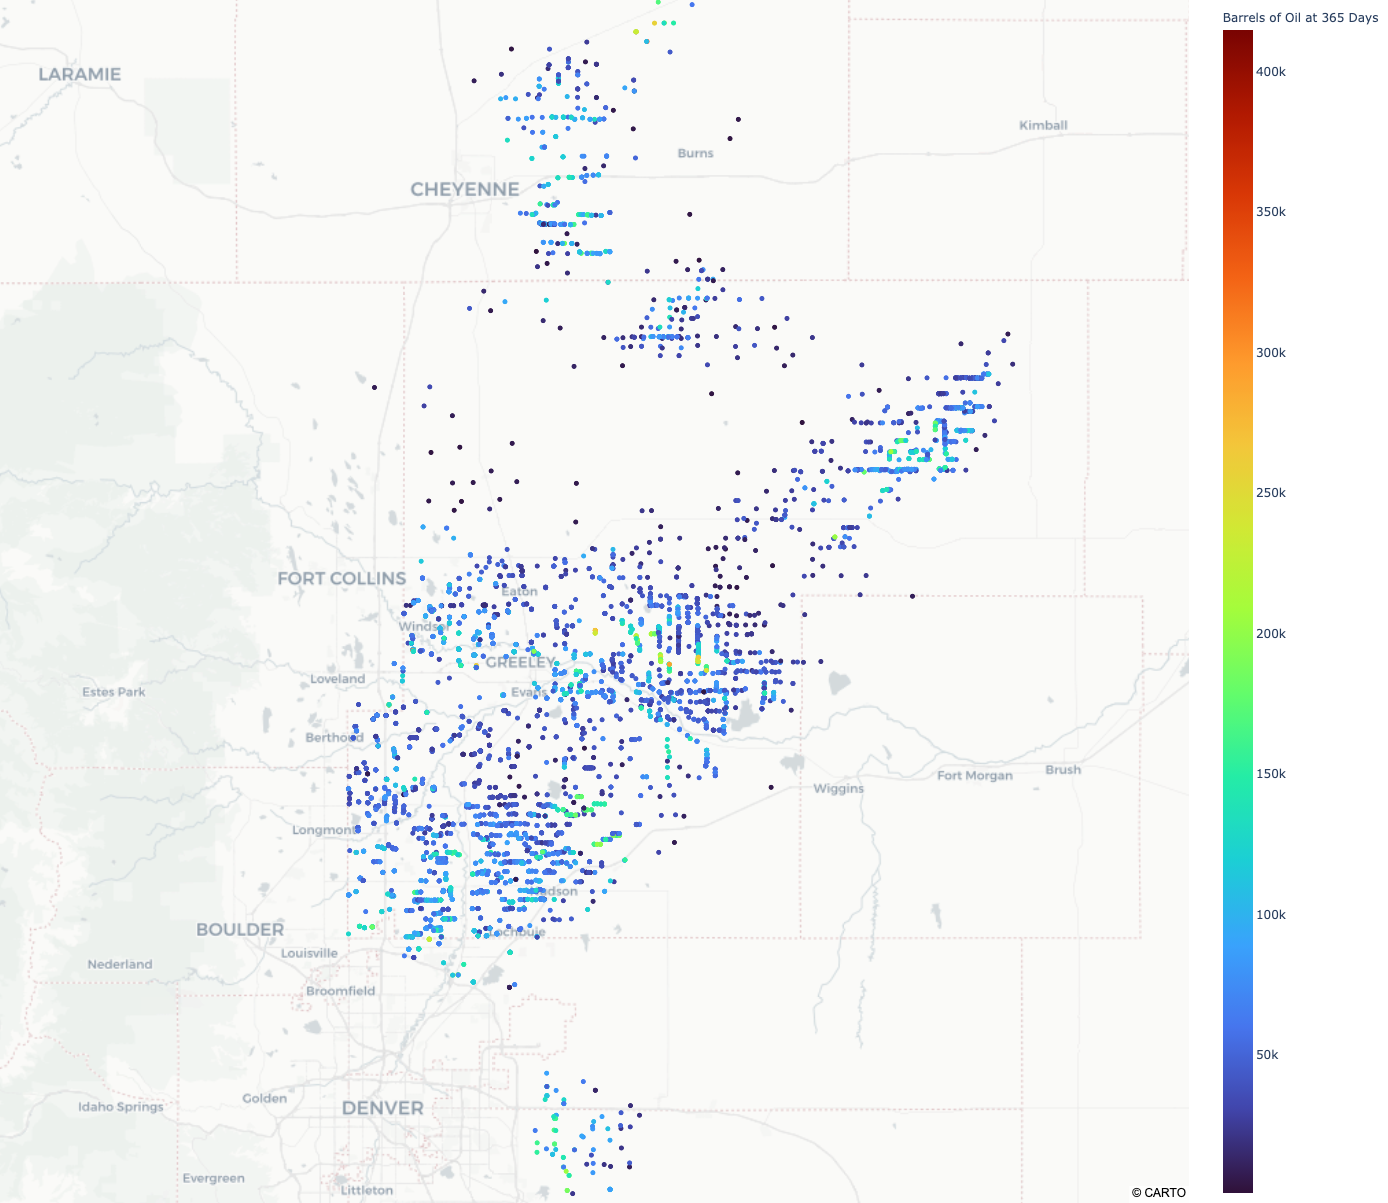 Barrels of Oil at 365 Days
LARAMIE
400k
Kimball
Burns
CHEYENNE
350k
300k
250k
FORT COLLINS
Eaton
Windsor
200k
GREELEY
Loveland
Estes Park
Evans
Berthoud
Fort Morgan
Brush
150k
Wiggins
Longmont
Hudson
100k
BOULDER
Lochbuie
Louisville
Nederland
Broomfield
50k
Golden
Idaho Springs
DENVER
Evergreen
Littleton
© CARTO